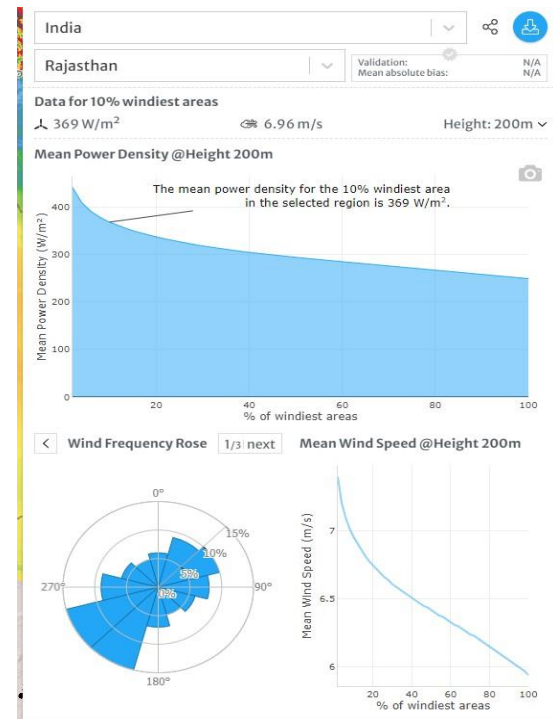 India
Rajasthan
Validation: N/A
Mean absolute bias: N/A
Data for 10% windiest areas
369 W/m²
6.96 m/s
Height: 200m
Mean Power Density @Height 200m
The mean power density for the 10% windiest area
in the selected region is 369 W/m².
Mean Power Density (W/m²)
400
300
200
100
0
20 40 60 80 100
% of windiest areas
Wind Frequency Rose
1/3 next
Mean Wind Speed @Height 200m
0°
15%
10%
5%
0%
270°
90°
180°
Mean Wind Speed (m/s)
7
6.5
6
20 40 60 80 100
% of windiest areas